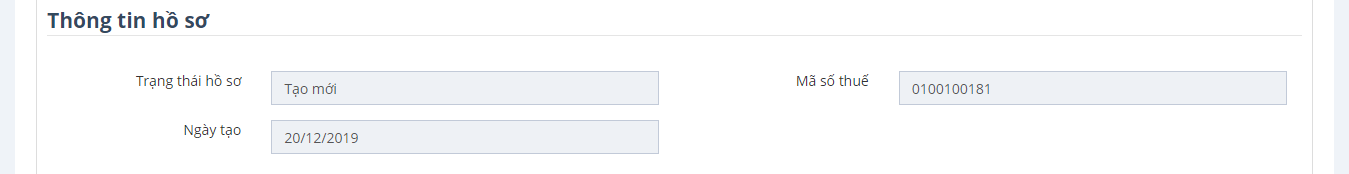 Thông tin hồ sơ
Trạng thái hồ sơ Tạo mới Mã số thuế 0100100181
Ngày tạo 20/12/2019